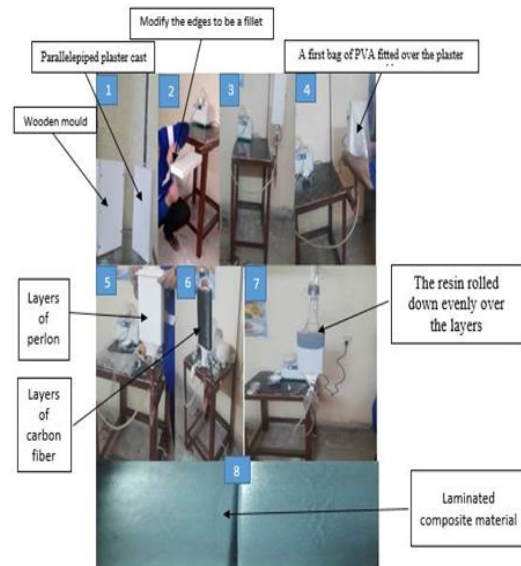 Modify the edges to be a fillet
Parallelepiped plaster cast
A first bag of PVA fitted over the plaster
Wooden mould
1
2
3
4
5
6
7
Layers
of
perlon
The resin rolled
down evenly over
the layers
Layers
of
carbon
fiber
8
Laminated
composite material